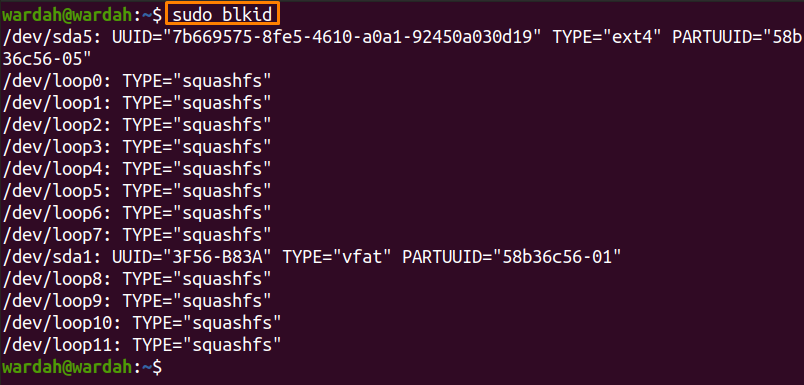 wardah@wardah:~$ sudo blkid
/dev/sda5: UUID="7b669575-8fe5-4610-a0a1-92450a030d19" TYPE="ext4" PARTUUID="58b
36c56-05"
/dev/loop0: TYPE="squashfs"
/dev/loop1: TYPE="squashfs"
/dev/loop2: TYPE="squashfs"
/dev/loop3: TYPE="squashfs"
/dev/loop4: TYPE="squashfs"
/dev/loop5: TYPE="squashfs"
/dev/loop6: TYPE="squashfs"
/dev/loop7: TYPE="squashfs"
/dev/sda1: UUID="3F56-B83A" TYPE="vfat" PARTUUID="58b36c56-01"
/dev/loop8: TYPE="squashfs"
/dev/loop9: TYPE="squashfs"
/dev/loop10: TYPE="squashfs"
/dev/loop11: TYPE="squashfs"
wardah@wardah:~$